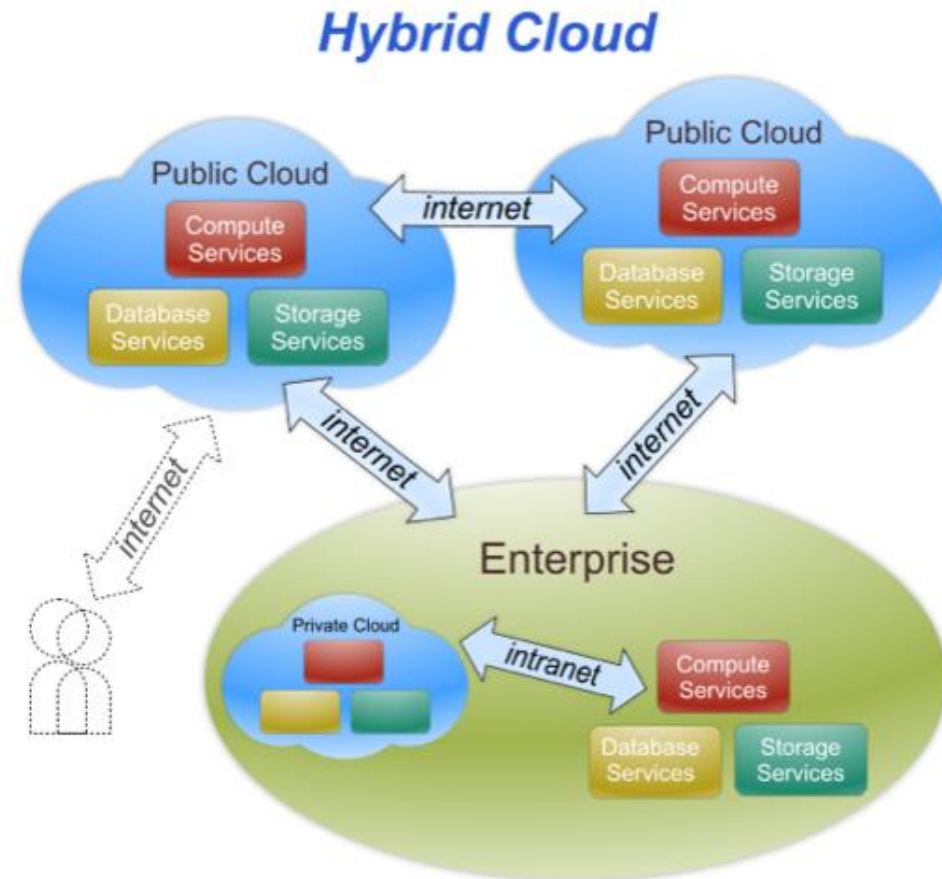 Hybrid Cloud
Public Cloud
Compute
Services
Database
Services
Storage
Services
internet
Public Cloud
Compute
Services
Database
Services
Storage
Services
internet
internet
internet
Enterprise
Private Cloud
intranet
Compute
Services
Database
Services
Storage
Services